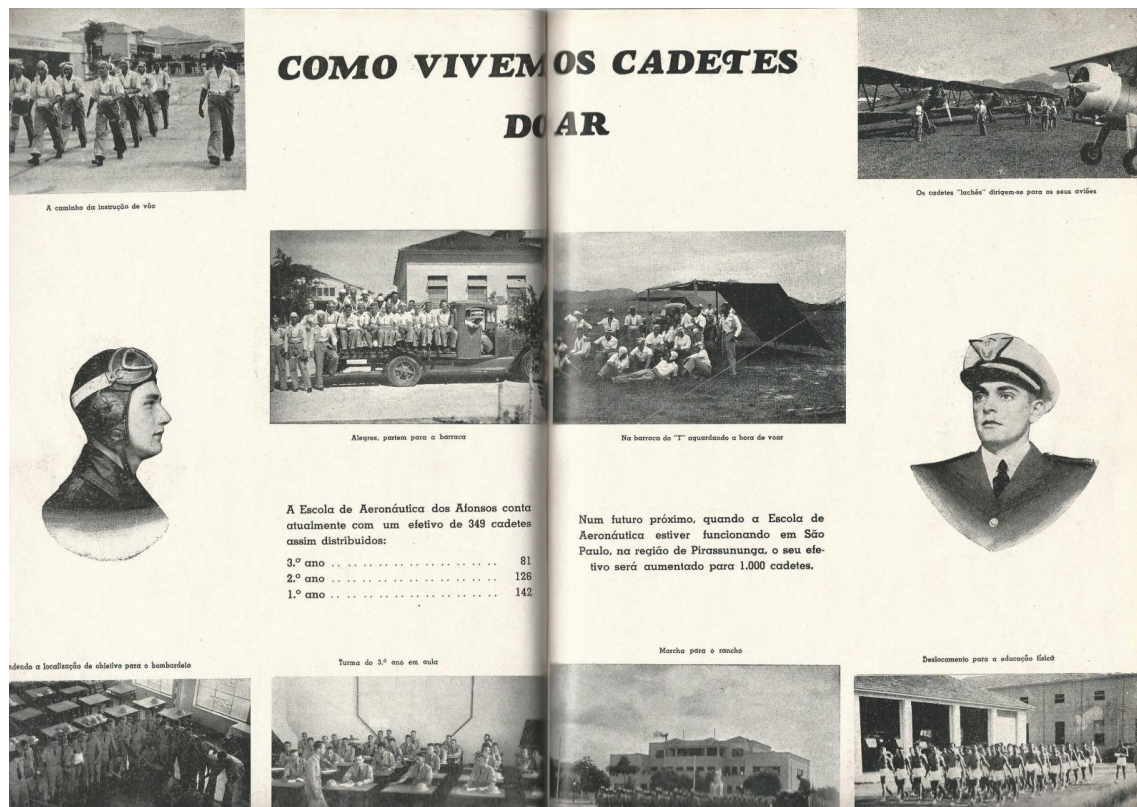 COMO VIVEM OS CADETES
DO AR
A caminho da instrução de vôo
Os cadetes "lachês" dirigem-se para os seus aviões
Alegres, partem para a barraca
Na barraca do "T" aguardando a hora de voar
A Escola de Aeronáutica dos Afonsos conta
atualmente com um efetivo de 349 cadetes
assim distribuidos:
3.º ano .. .. .. .. .. .. .. .. .. .. .. 81
2.º ano .. .. .. .. .. .. .. .. .. .. .. 126
1.º ano .. .. .. .. .. .. .. .. .. .. .. 142
Num futuro próximo, quando a Escola de
Aeronáutica estiver funcionando em São
Paulo, na região de Pirassununga, o seu efe-
tivo será aumentado para 1.000 cadetes.
a localização de objetivo para o bombardeio
Turma do 3.º ano em aula
Marcha para o rancho
Deslocamento para a educação física